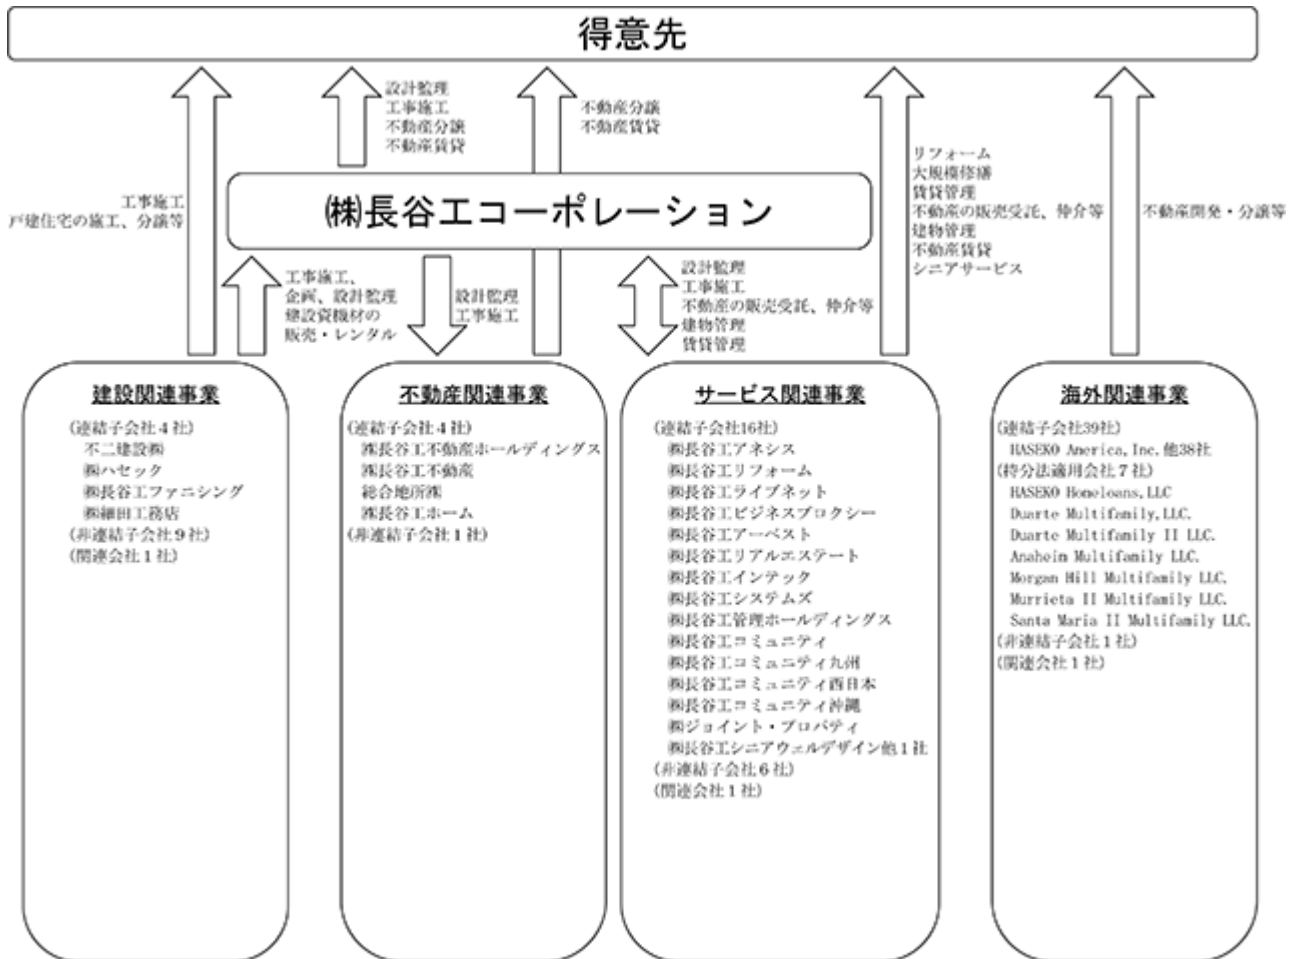 得意先
設計監理
工事施工
不動産分譲
不動産賃貸
不動産分譲
不動産賃貸
工事施工
戸建住宅の施工、分譲等
リフォーム
大規模修繕
賃貸管理
不動産の販売受託、仲介等
建物管理
不動産賃貸
シニアサービス
不動産開発・分譲等
㈱長谷工コーポレーション
工事施工、
企画、設計監理
建設資機材の
販売・レンタル
設計監理
工事施工
設計監理
工事施工
不動産の販売受託、仲介等
建物管理
賃貸管理
建設関連事業
(連結子会社4社)
不二建設㈱
㈱ハセック
㈱長谷工ファニシング
㈱細田工務店
(非連結子会社9社)
(関連会社1社)
不動産関連事業
(連結子会社4社)
㈱長谷工不動産ホールディングス
㈱長谷工不動産
総合地所㈱
㈱長谷工ホーム
(非連結子会社1社)
サービス関連事業
(連結子会社16社)
㈱長谷工アネシス
㈱長谷工リフォーム
㈱長谷工ライブネット
㈱長谷工ビジネスプロクシー
㈱長谷工アーベスト
㈱長谷工リアルエステート
㈱長谷工インテック
㈱長谷工システムズ
㈱長谷工管理ホールディングス
㈱長谷工コミュニティ
㈱長谷工コミュニティ九州
㈱長谷工コミュニティ西日本
㈱長谷工コミュニティ沖縄
㈱ジョイント・プロパティ
㈱長谷工シニアウェルデザイン他1社
(非連結子会社6社)
(関連会社1社)
海外関連事業
(連結子会社39社)
HASEKO America,Inc.他38社
(持分法適用会社7社)
HASEKO Homeloans,LLC
Duarte Multifamily,LLC.
Duarte Multifamily II LLC.
Anaheim Multifamily LLC.
Morgan Hill Multifamily LLC.
Murrieta II Multifamily LLC.
Santa Maria II Multifamily LLC.
(非連結子会社1社)
(関連会社1社)